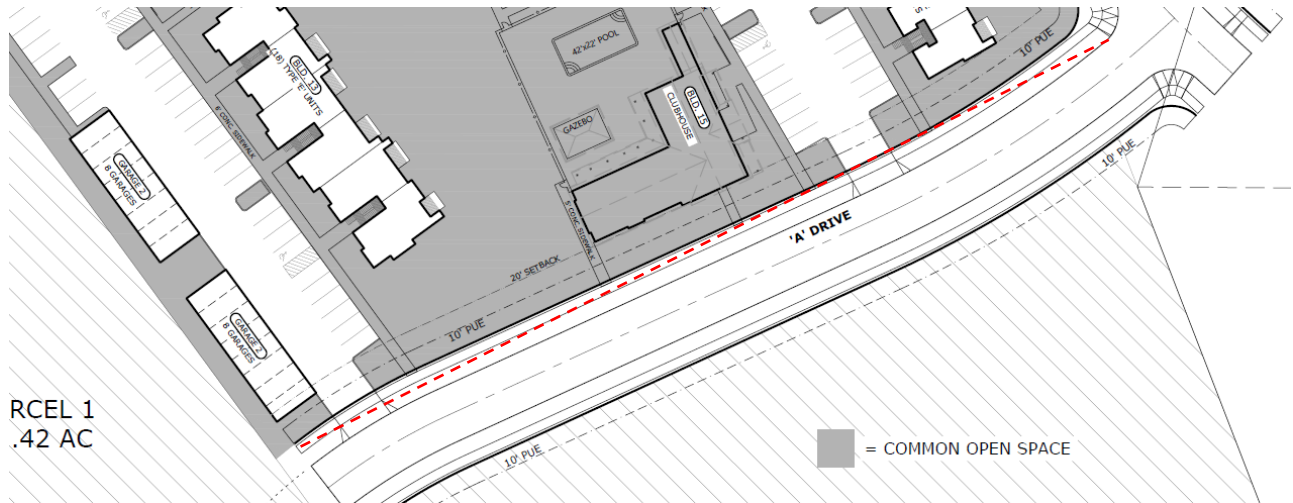 42'x22' POOL
10' PUE
BLD. 13
(18) TYPE 'E' UNITS
BLD. 15
CLUBHOUSE
GAZEBO
6' CONC. SIDEWALK
GARAGE 2
8 GARAGES
10' PUE
5' CONC. SIDEWALK
'A' DRIVE
20' SETBACK
GARAGE 2
8 GARAGES
10' PUE
RCEL 1
.42 AC
= COMMON OPEN SPACE
10' PUE